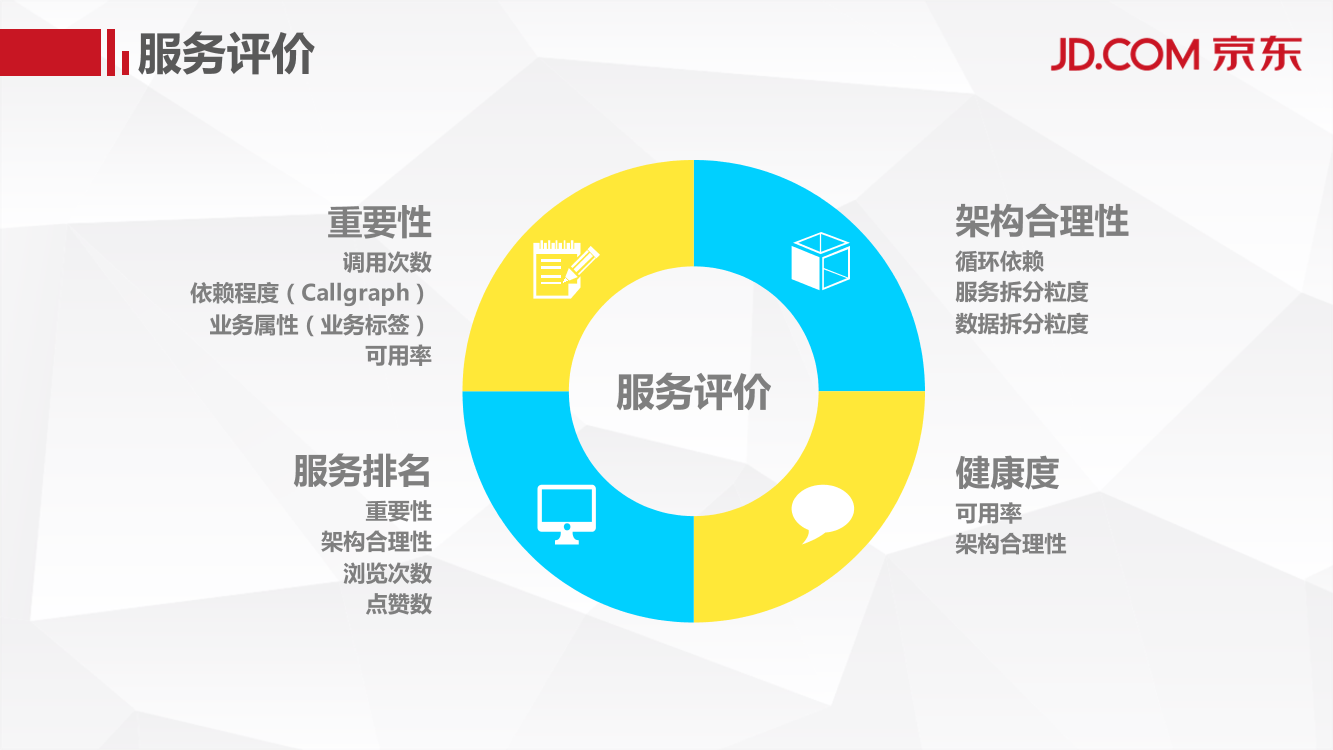 服务评价
JD.COM 京东
重要性
调用次数
依赖程度（Callgraph）
业务属性（业务标签）
可用率
架构合理性
循环依赖
服务拆分粒度
数据拆分粒度
服务评价
服务排名
重要性
架构合理性
浏览次数
点赞数
健康度
可用率
架构合理性